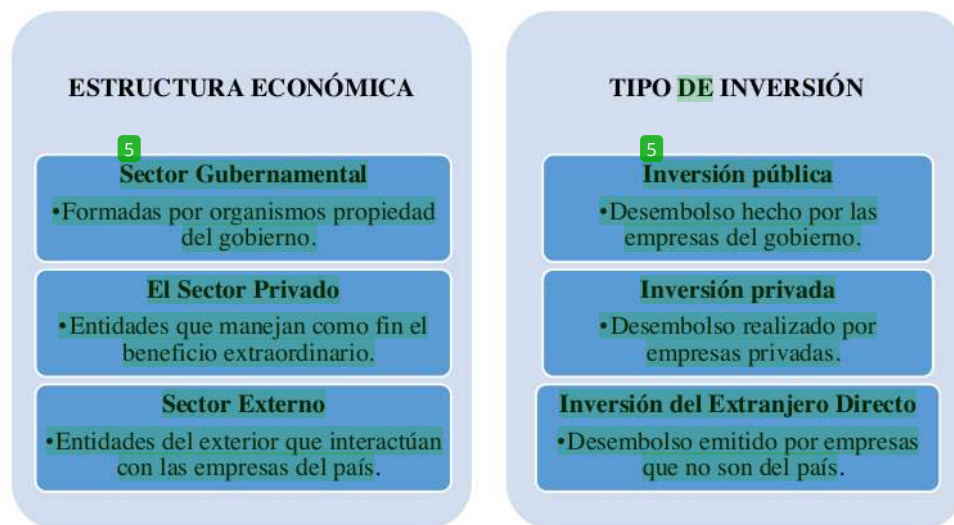 ESTRUCTURA ECONÓMICA
5
Sector Gubernamental
•Formadas por organismos propiedad
del gobierno.
El Sector Privado
•Entidades que manejan como fin el
beneficio extraordinario.
Sector Externo
•Entidades del exterior que interactúan
con las empresas del país.
TIPO DE INVERSIÓN
5
Inversión pública
•Desembolso hecho por las
empresas del gobierno.
Inversión privada
•Desembolso realizado por
empresas privadas.
Inversión del Extranjero Directo
•Desembolso emitido por empresas
que no son del país.